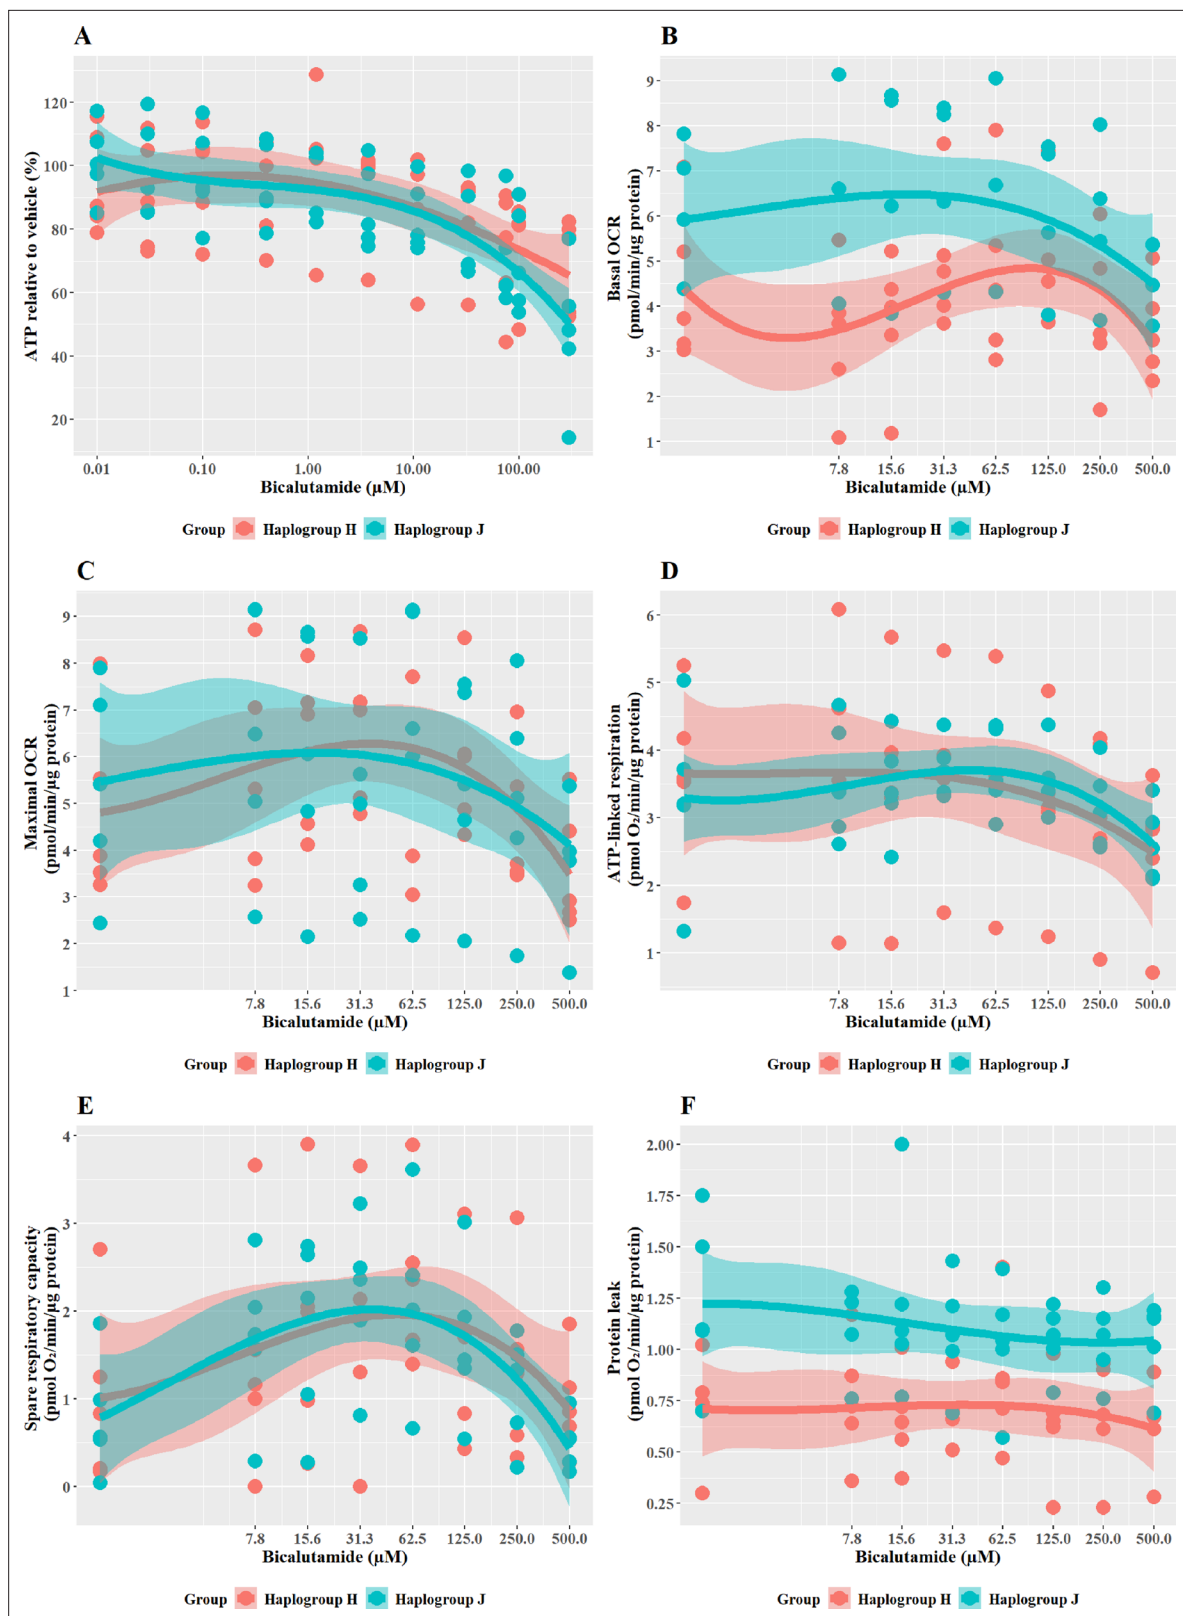 A
ATP relative to vehicle (%)
120
100
80
60
40
20
0.01 0.10 1.00 10.00 100.00
Bicalutamide (µM)
Group Haplogroup H Haplogroup J
B
Basal OCR
(pmol/min/µg protein)
9
8
7
6
5
4
3
2
1
7.8 15.6 31.3 62.5 125.0 250.0 500.0
Bicalutamide (µM)
Group Haplogroup H Haplogroup J
C
Maximal OCR
(pmol/min/µg protein)
9
8
7
6
5
4
3
2
1
7.8 15.6 31.3 62.5 125.0 250.0 500.0
Bicalutamide (µM)
Group Haplogroup H Haplogroup J
D
ATP-linked respiration
(pmol O₂/min/µg protein)
6
5
4
3
2
1
7.8 15.6 31.3 62.5 125.0 250.0 500.0
Bicalutamide (µM)
Group Haplogroup H Haplogroup J
E
Spare respiratory capacity
(pmol O₂/min/µg protein)
4
3
2
1
0
7.8 15.6 31.3 62.5 125.0 250.0 500.0
Bicalutamide (µM)
Group Haplogroup H Haplogroup J
F
Protein leak
(pmol O₂/min/µg protein)
2.00
1.75
1.50
1.25
1.00
0.75
0.50
0.25
7.8 15.6 31.3 62.5 125.0 250.0 500.0
Bicalutamide (µM)
Group Haplogroup H Haplogroup J